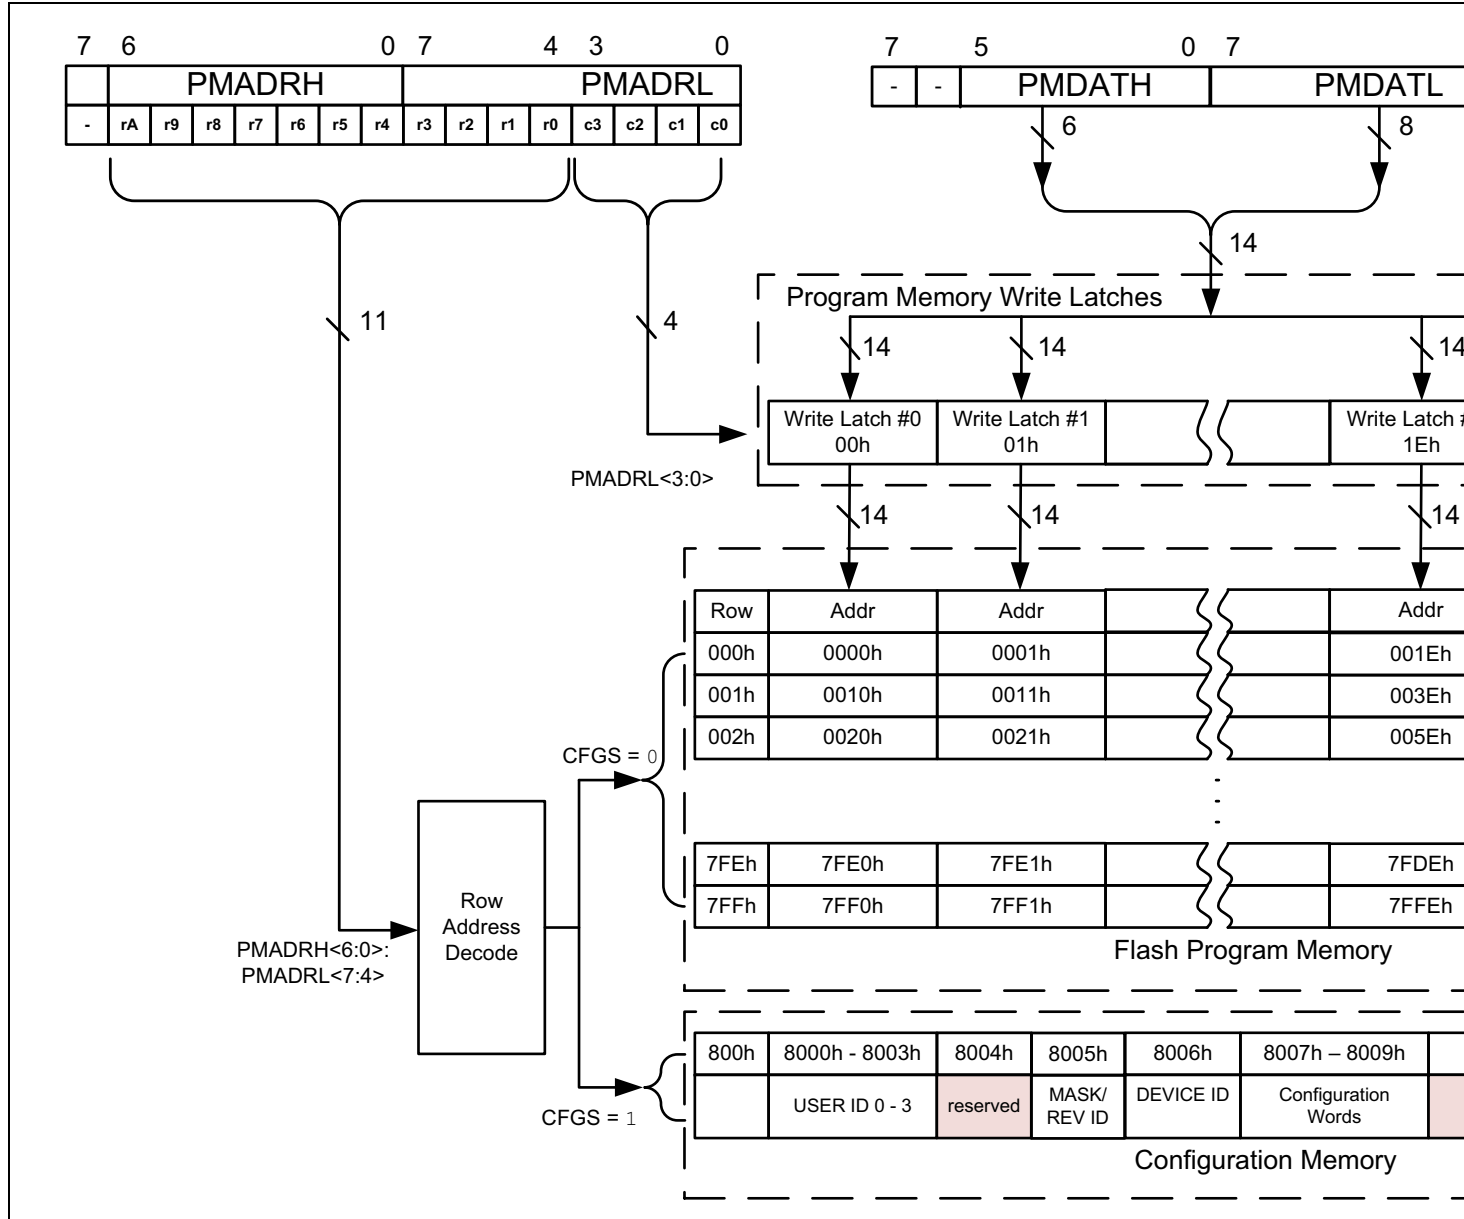 7 6 0 7 4 3 0
PMADRH PMADRL
- rA r9 r8 r7 r6 r5 r4 r3 r2 r1 r0 c3 c2 c1 c0
7 5 0 7
- - PMDATH PMDATL
6 8
14
11 4
Program Memory Write Latches
14 14 14
Write Latch #0 Write Latch #1 Write Latch #
00h 01h 1Eh
PMADRL<3:0>
14 14 14
Row Addr Addr Addr
000h 0000h 0001h 001Eh
001h 0010h 0011h 003Eh
002h 0020h 0021h 005Eh
CFGS = 0
7FEh 7FE0h 7FE1h 7FDEh
7FFh 7FF0h 7FF1h 7FFEh
Flash Program Memory
Row
Address
Decode
PMADRH<6:0>:
PMADRL<7:4>
800h 8000h - 8003h 8004h 8005h 8006h 8007h – 8009h
USER ID 0 - 3 reserved MASK/ DEVICE ID Configuration
REV ID Words
CFGS = 1
Configuration Memory